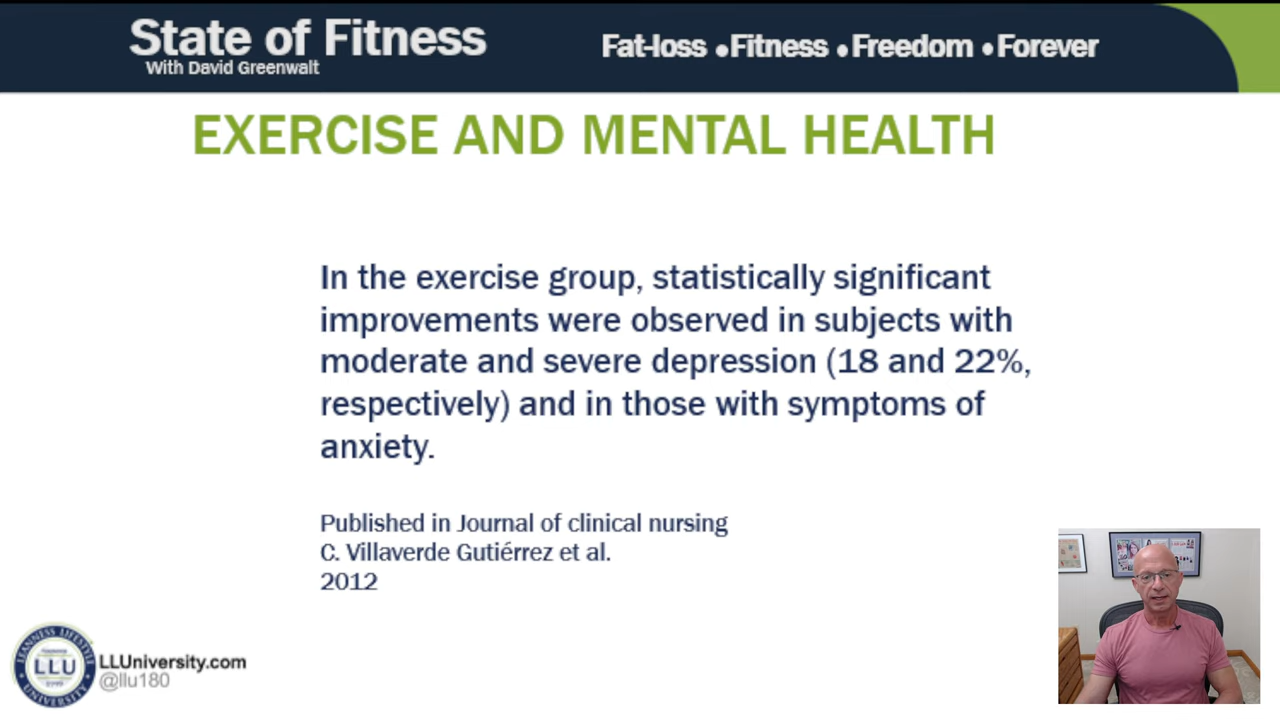 State of Fitness
With David Greenwalt
Fat-loss • Fitness • Freedom • Forever
EXERCISE AND MENTAL HEALTH
In the exercise group, statistically significant
improvements were observed in subjects with
moderate and severe depression (18 and 22%,
respectively) and in those with symptoms of
anxiety.
Published in Journal of clinical nursing
C. Villaverde Gutiérrez et al.
2012
LEANNESS LIFESTYLE
LLU
UNIVERSITY
LLUniversity.com
@llu180